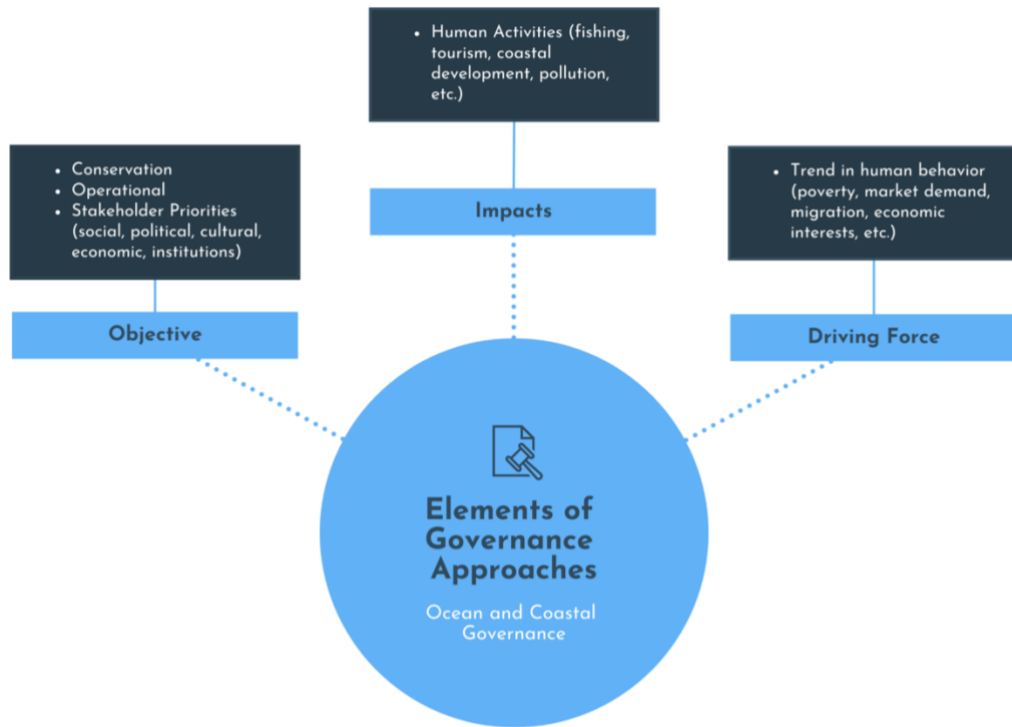 • Human Activities (fishing,
tourism, coastal
development, pollution,
etc.)
Impacts
• Conservation
• Operational
• Stakeholder Priorities
(social, political, cultural,
economic, institutions)
Objective
• Trend in human behavior
(poverty, market demand,
migration, economic
interests, etc.)
Driving Force
Elements of
Governance
Approaches
Ocean and Coastal
Governance